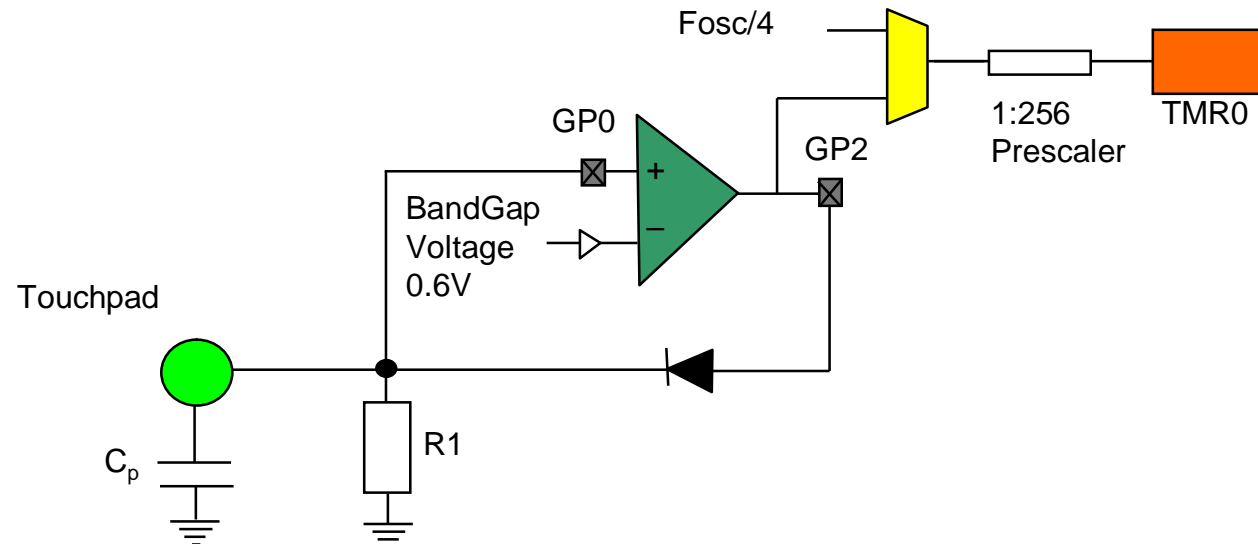 Fosc/4
GP0
1:256
Prescaler
TMR0
GP2
+
−
BandGap
Voltage
0.6V
Touchpad
R1
Cp